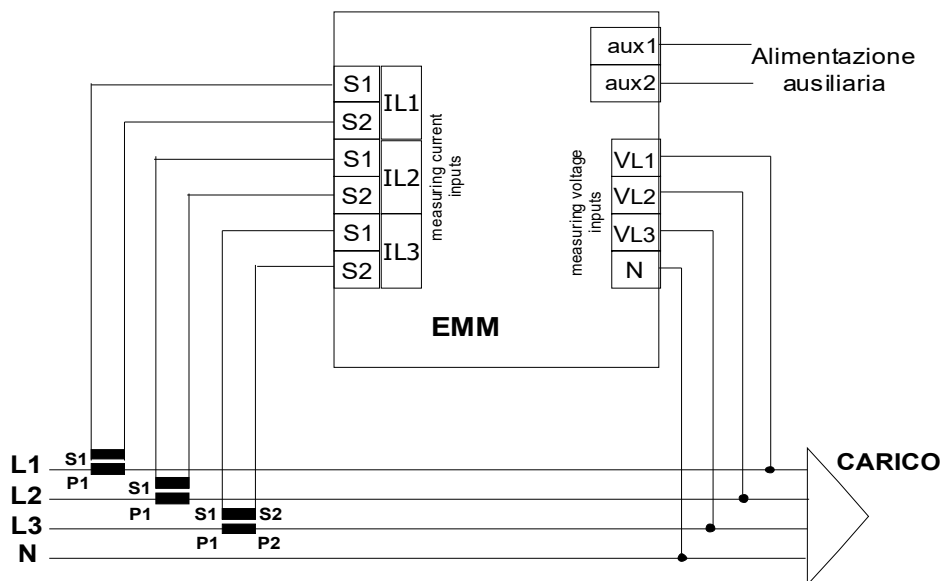 aux1
Alimentazione
ausiliaria
aux2
S1
IL1
S2
S1
IL2
S2
S1
IL3
S2
measuring current
inputs
measuring voltage
inputs
VL1
VL2
VL3
N
EMM
L1
S1
P1
CARICO
L2
S1
P1
L3
S1
S2
P1
P2
N